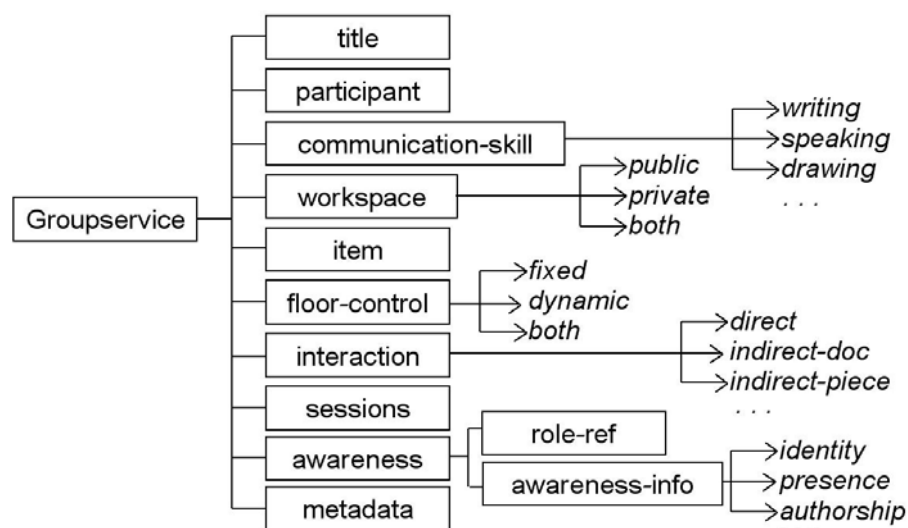 title
participant
communication-skill
writing
speaking
drawing
. . .
workspace
public
private
both
Groupservice
item
floor-control
fixed
dynamic
both
interaction
direct
indirect-doc
indirect-piece
. . .
sessions
awareness
role-ref
awareness-info
identity
presence
authorship
metadata